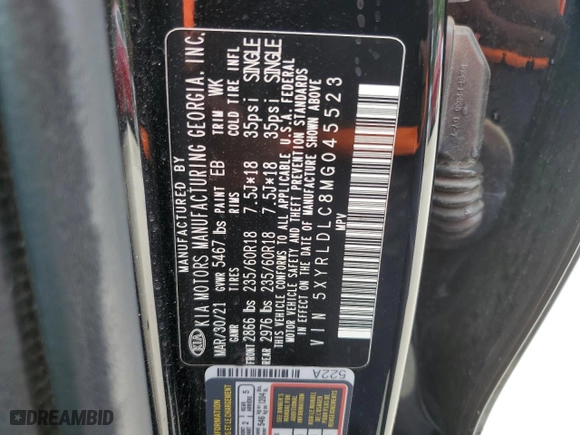 MANUFACTURED BY
KIA KIA MOTORS MANUFACTURING GEORGIA. INC.
MAR/30/21 GVWR 5467 lbs PAINT EB TRIM WK
GAWR TIRES RIMS COLD TIRE INFL
FRONT 2866 lbs 235/60R18 7.5J*18 35psi SINGLE
REAR 2976 lbs 235/60R18 7.5J*18 35psi SINGLE
THIS VEHICLE CONFORMS TO ALL APPLICABLE U.S.A. FEDERAL
MOTOR VEHICLE SAFETY AND THEFT PREVENTION STANDARDS
IN EFFECT ON THE DATE OF MANUFACTURE SHOWN ABOVE
VIN 5XYRLDLC8MG045523
MPV
522A
DREAMBID